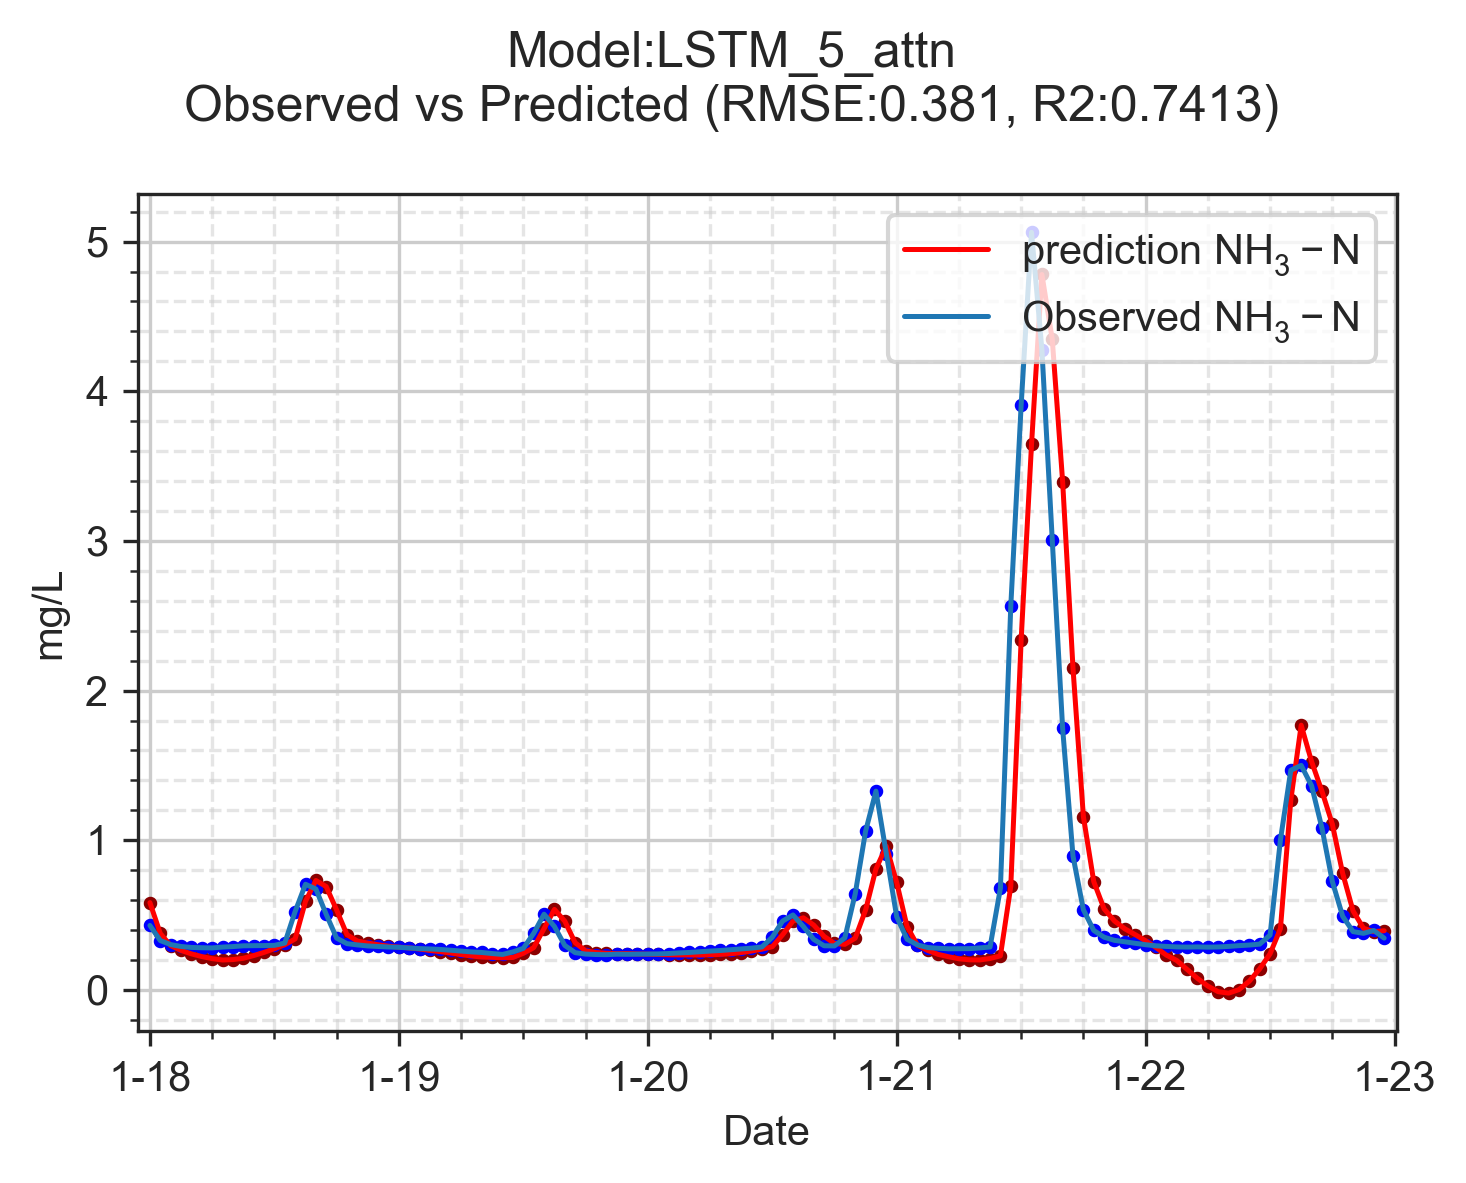 Model:LSTM_5_attn
Observed vs Predicted (RMSE:0.381, R2:0.7413)
prediction NH₃ − N
Observed NH₃ − N
5
4
3
2
1
0
mg/L
1-18 1-19 1-20 1-21 1-22 1-23
Date